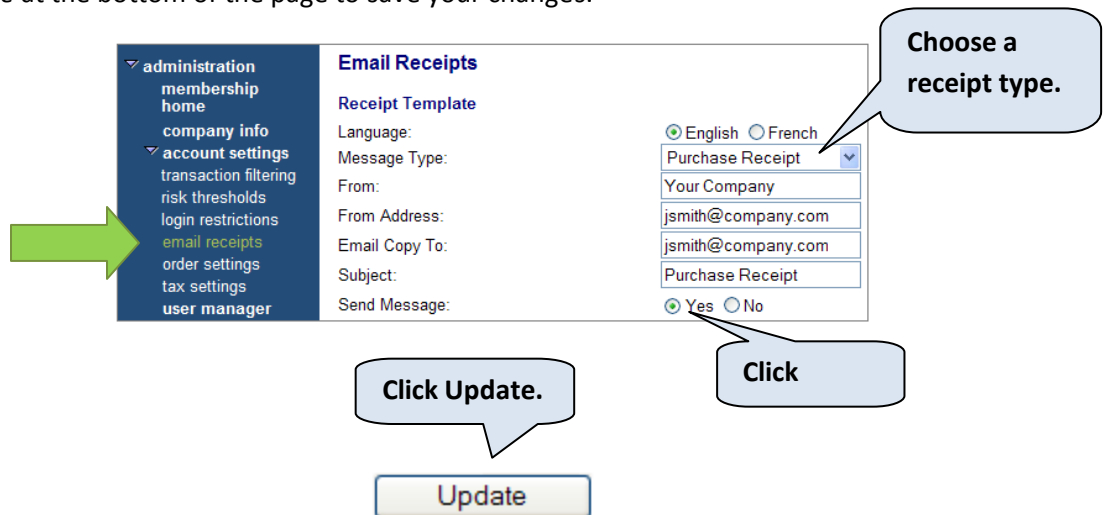 e at the bottom of the page to save your changes.
Choose a
receipt type.
administration
membership
home
company info
account settings
transaction filtering
risk thresholds
login restrictions
email receipts
order settings
tax settings
user manager
Email Receipts
Receipt Template
Language: English French
Message Type: Purchase Receipt
From: Your Company
From Address: jsmith@company.com
Email Copy To: jsmith@company.com
Subject: Purchase Receipt
Send Message: Yes No
Click
Click Update.
Update